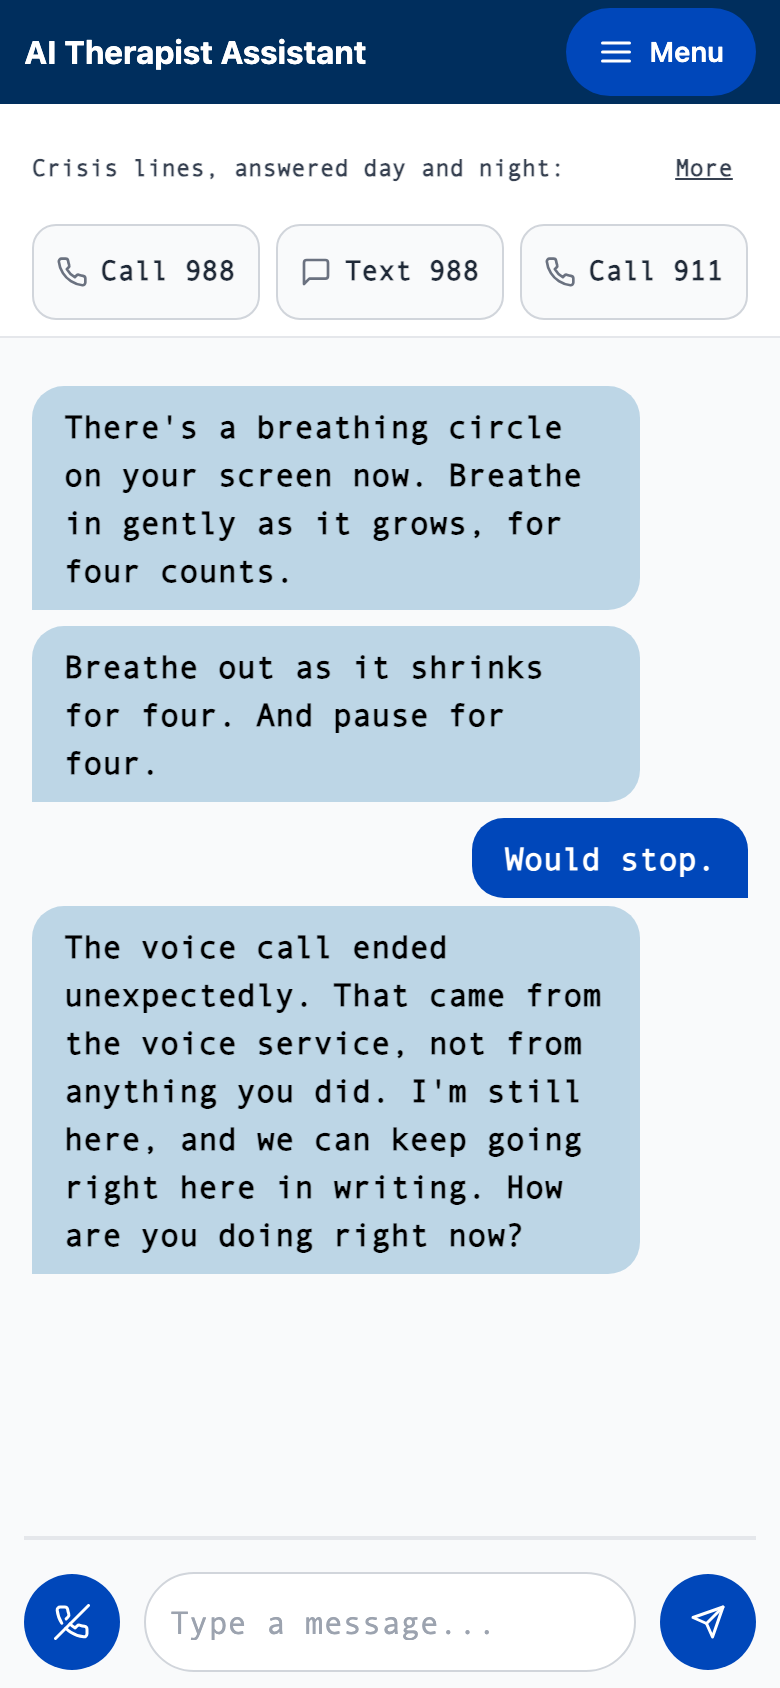 AI Therapist Assistant
Menu
Crisis lines, answered day and night:
More
Call 988
Text 988
Call 911
There's a breathing circle
on your screen now. Breathe
in gently as it grows, for
four counts.
Breathe out as it shrinks
for four. And pause for
four.
Would stop.
The voice call ended
unexpectedly. That came from
the voice service, not from
anything you did. I'm still
here, and we can keep going
right here in writing. How
are you doing right now?
Type a message...